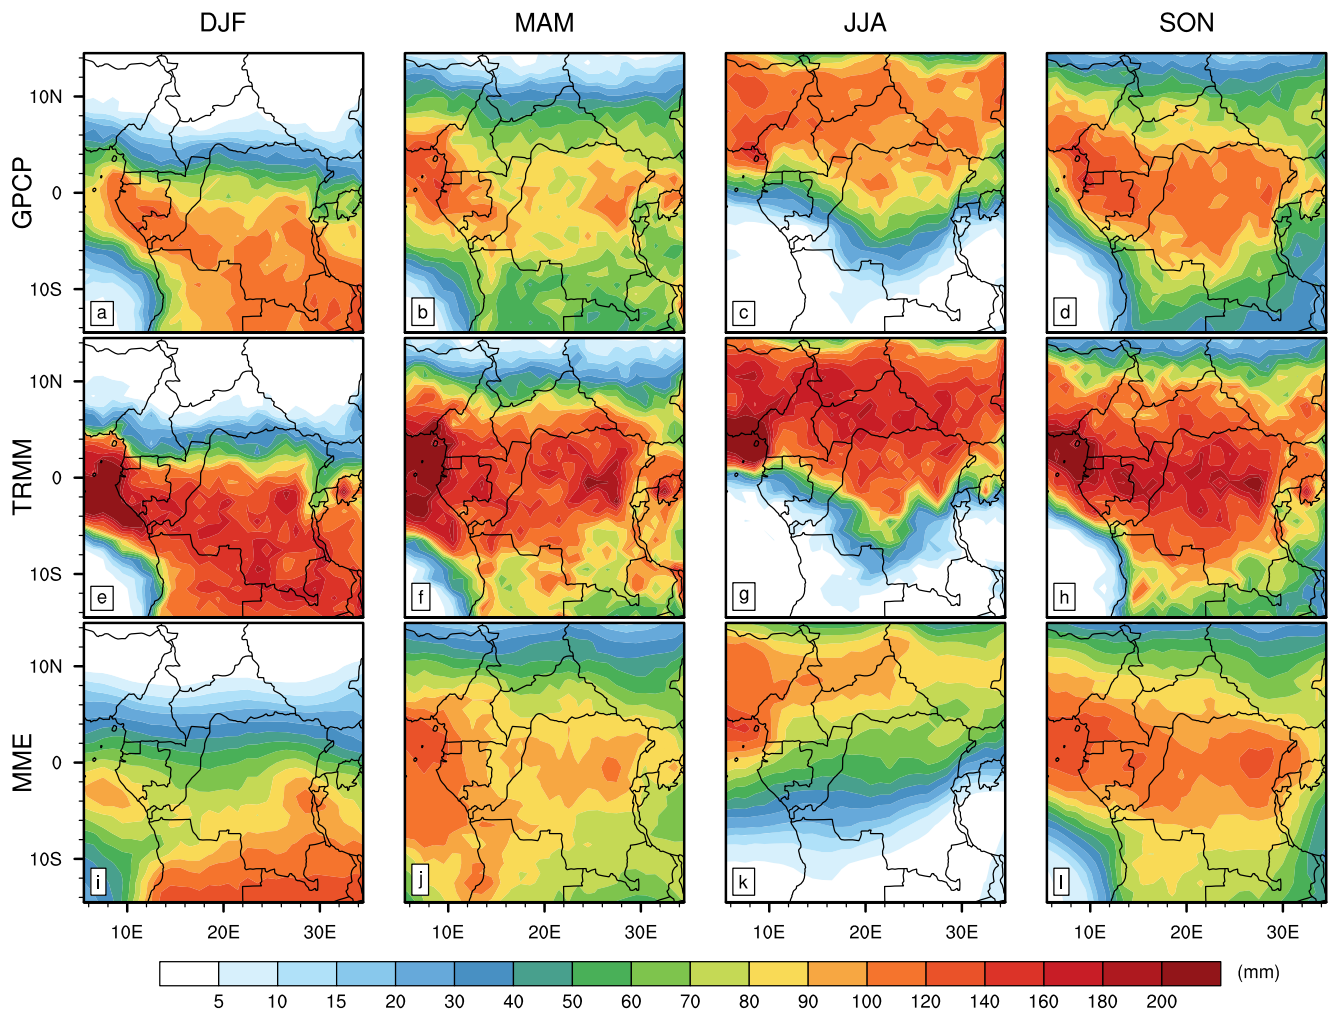 DJF MAM JJA SON
GPCP
10N
0
10S
a b c d
TRMM
10N
0
10S
e f g h
MME
10N
0
10S
i j k l
10E 20E 30E 10E 20E 30E 10E 20E 30E 10E 20E 30E
(mm)
5 10 15 20 30 40 50 60 70 80 90 100 120 140 160 180 200